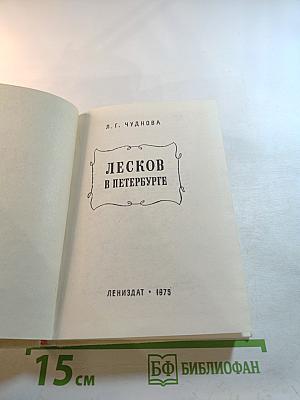 Л. Г. ЧУДНОВА
ЛЕСКОВ
В ПЕТЕРБУРГЕ
ЛЕНИЗДАТ • 1975
15 см
БФ БИБЛИОФАН